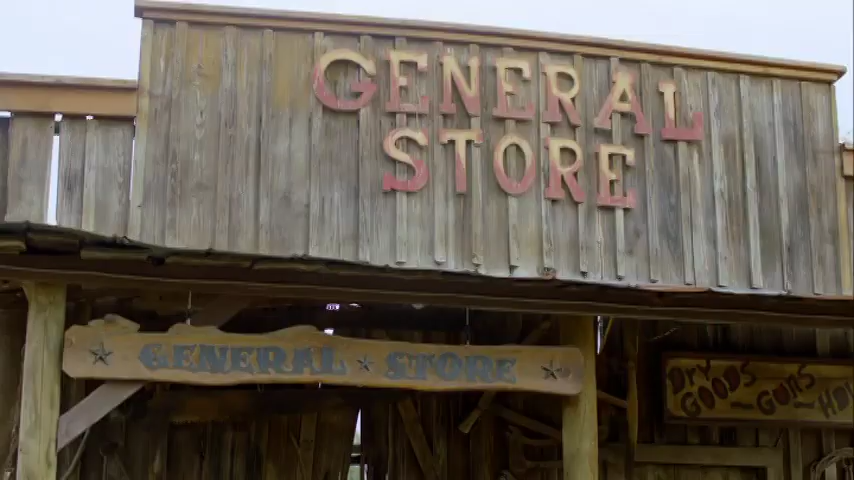 GENERAL
STORE
GENERAL STORE
DRY
GOODS ~ GUNS ~